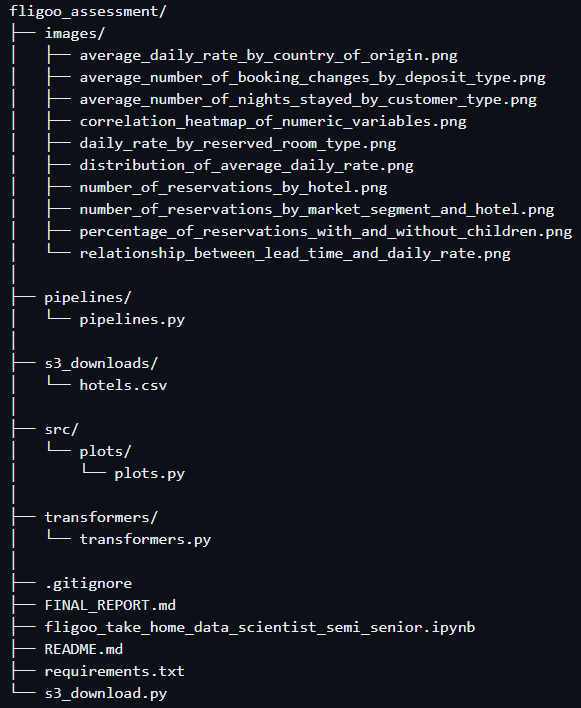 fligoo_assessment/
├── images/
│   ├── average_daily_rate_by_country_of_origin.png
│   ├── average_number_of_booking_changes_by_deposit_type.png
│   ├── average_number_of_nights_stayed_by_customer_type.png
│   ├── correlation_heatmap_of_numeric_variables.png
│   ├── daily_rate_by_reserved_room_type.png
│   ├── distribution_of_average_daily_rate.png
│   ├── number_of_reservations_by_hotel.png
│   ├── number_of_reservations_by_market_segment_and_hotel.png
│   ├── percentage_of_reservations_with_and_without_children.png
│   └── relationship_between_lead_time_and_daily_rate.png
│
├── pipelines/
│   └── pipelines.py
│
├── s3_downloads/
│   └── hotels.csv
│
├── src/
│   └── plots/
│       └── plots.py
│
├── transformers/
│   └── transformers.py
│
├── .gitignore
├── FINAL_REPORT.md
├── fligoo_take_home_data_scientist_semi_senior.ipynb
├── README.md
├── requirements.txt
└── s3_download.py